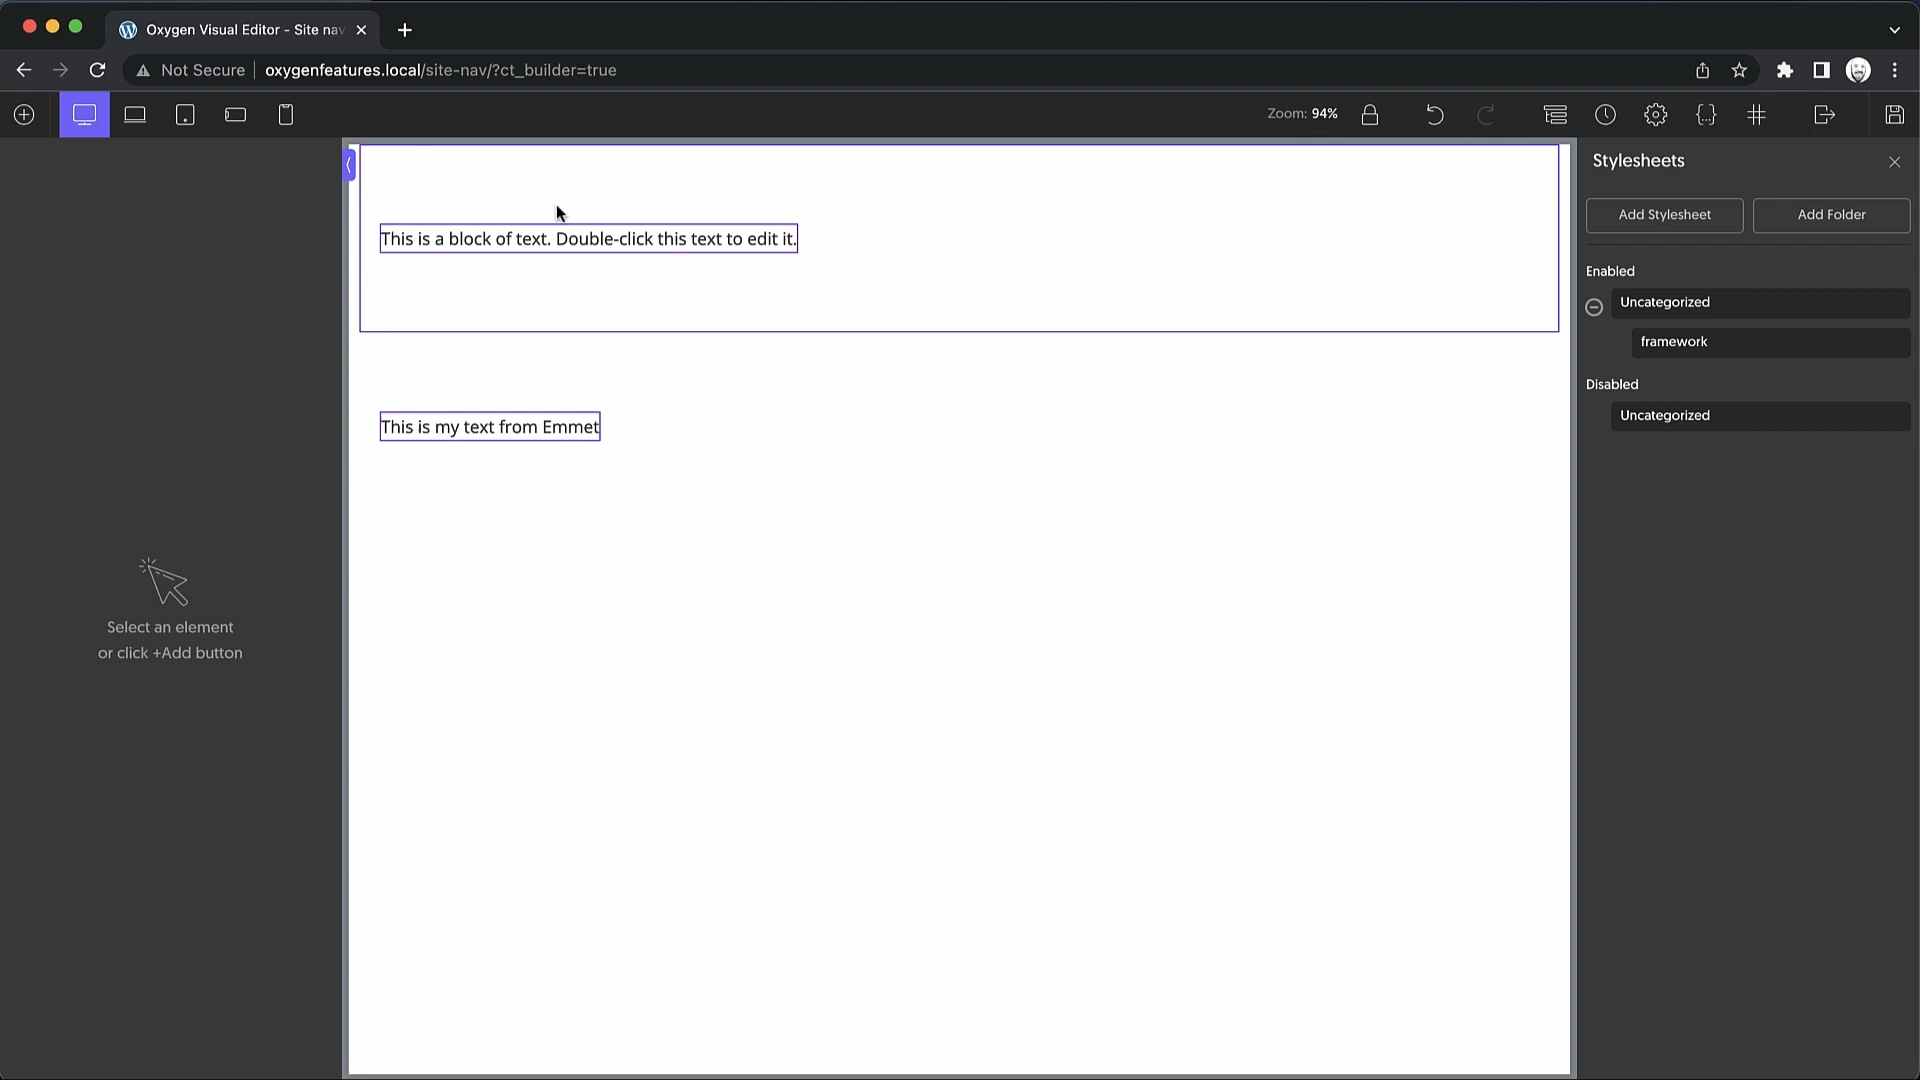 Oxygen Visual Editor - Site nav
Not Secure
oxygenfeatures.local/site-nav/?ct_builder=true
Zoom: 94%
Stylesheets
Add Stylesheet
Add Folder
This is a block of text. Double-click this text to edit it.
Enabled
Uncategorized
framework
Disabled
Uncategorized
This is my text from Emmet
Select an element
or click +Add button